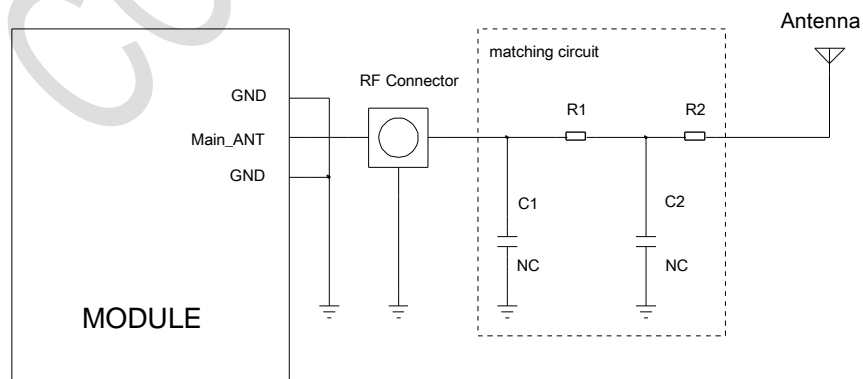 Antenna
matching circuit
RF Connector
GND
R1
R2
Main_ANT
GND
C1
C2
NC
NC
MODULE